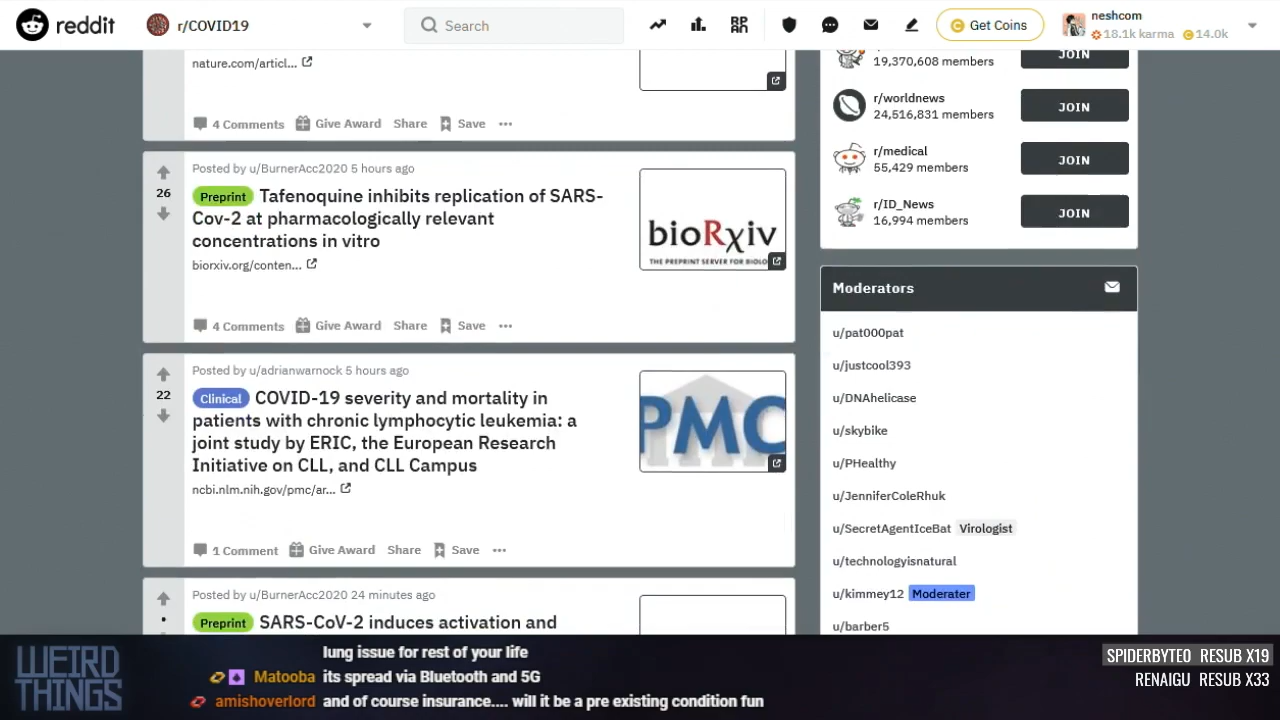 reddit
r/COVID19
Search
Get Coins
neshcom
18.1k karma 14.0k
nature.com/articl...
4 Comments Give Award Share Save
26
Posted by u/BurnerAcc2020 5 hours ago
Preprint Tafenoquine inhibits replication of SARS-
Cov-2 at pharmacologically relevant
concentrations in vitro
biorxiv.org/conten...
bioRxiv
THE PREPRINT SERVER FOR BIOLO
4 Comments Give Award Share Save
22
Posted by u/adrianwarnock 5 hours ago
Clinical COVID-19 severity and mortality in
patients with chronic lymphocytic leukemia: a
joint study by ERIC, the European Research
Initiative on CLL, and CLL Campus
ncbi.nlm.nih.gov/pmc/ar...
PMC
1 Comment Give Award Share Save
Posted by u/BurnerAcc2020 24 minutes ago
Preprint SARS-CoV-2 induces activation and
19,370,608 members
JOIN
r/worldnews
24,516,831 members
JOIN
r/medical
55,429 members
JOIN
r/ID_News
16,994 members
JOIN
Moderators
u/pat000pat
u/justcool393
u/DNAhelicase
u/skybike
u/PHealthy
u/JenniferColeRhuk
u/SecretAgentIceBat Virologist
u/technologyisnatural
u/kimmey12 Moderater
u/barber5
WEIRD
THINGS
lung issue for rest of your life
Matooba its spread via Bluetooth and 5G
amishoverlord and of course insurance.... will it be a pre existing condition fun
SPIDERBYTE0 RESUB X19
RENAIGU RESUB X33